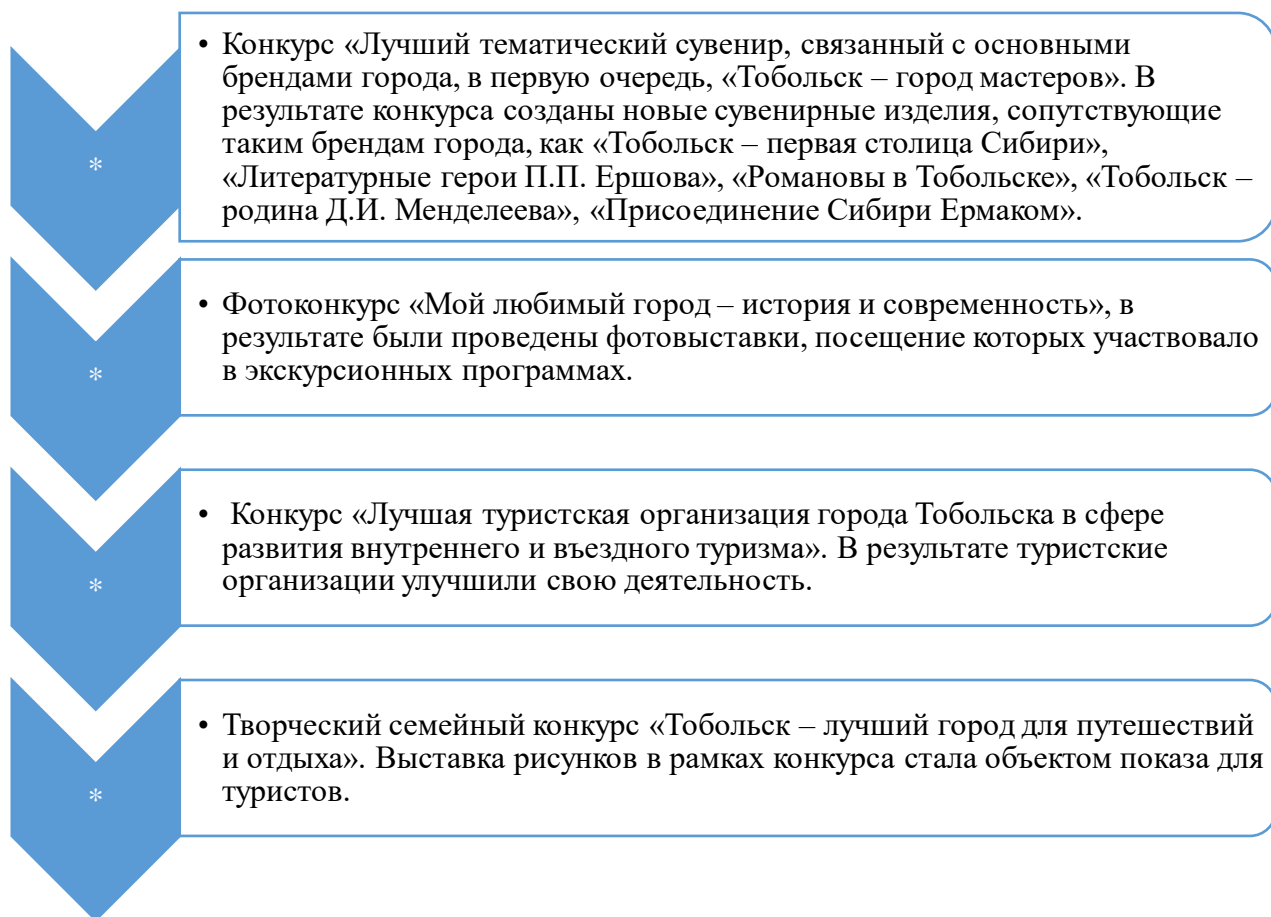 • Конкурс «Лучший тематический сувенир, связанный с основными
брендами города, в первую очередь, «Тобольск – город мастеров». В
результате конкурса созданы новые сувенирные изделия, сопутствующие
таким брендам города, как «Тобольск – первая столица Сибири»,
«Литературные герои П.П. Ершова», «Романовы в Тобольске», «Тобольск –
родина Д.И. Менделеева», «Присоединение Сибири Ермаком».
*
• Фотоконкурс «Мой любимый город – история и современность», в
результате были проведены фотовыставки, посещение которых участвовало
в экскурсионных программах.
*
• Конкурс «Лучшая туристская организация города Тобольска в сфере
развития внутреннего и въездного туризма». В результате туристские
организации улучшили свою деятельность.
*
• Творческий семейный конкурс «Тобольск – лучший город для путешествий
и отдыха». Выставка рисунков в рамках конкурса стала объектом показа для
туристов.
*